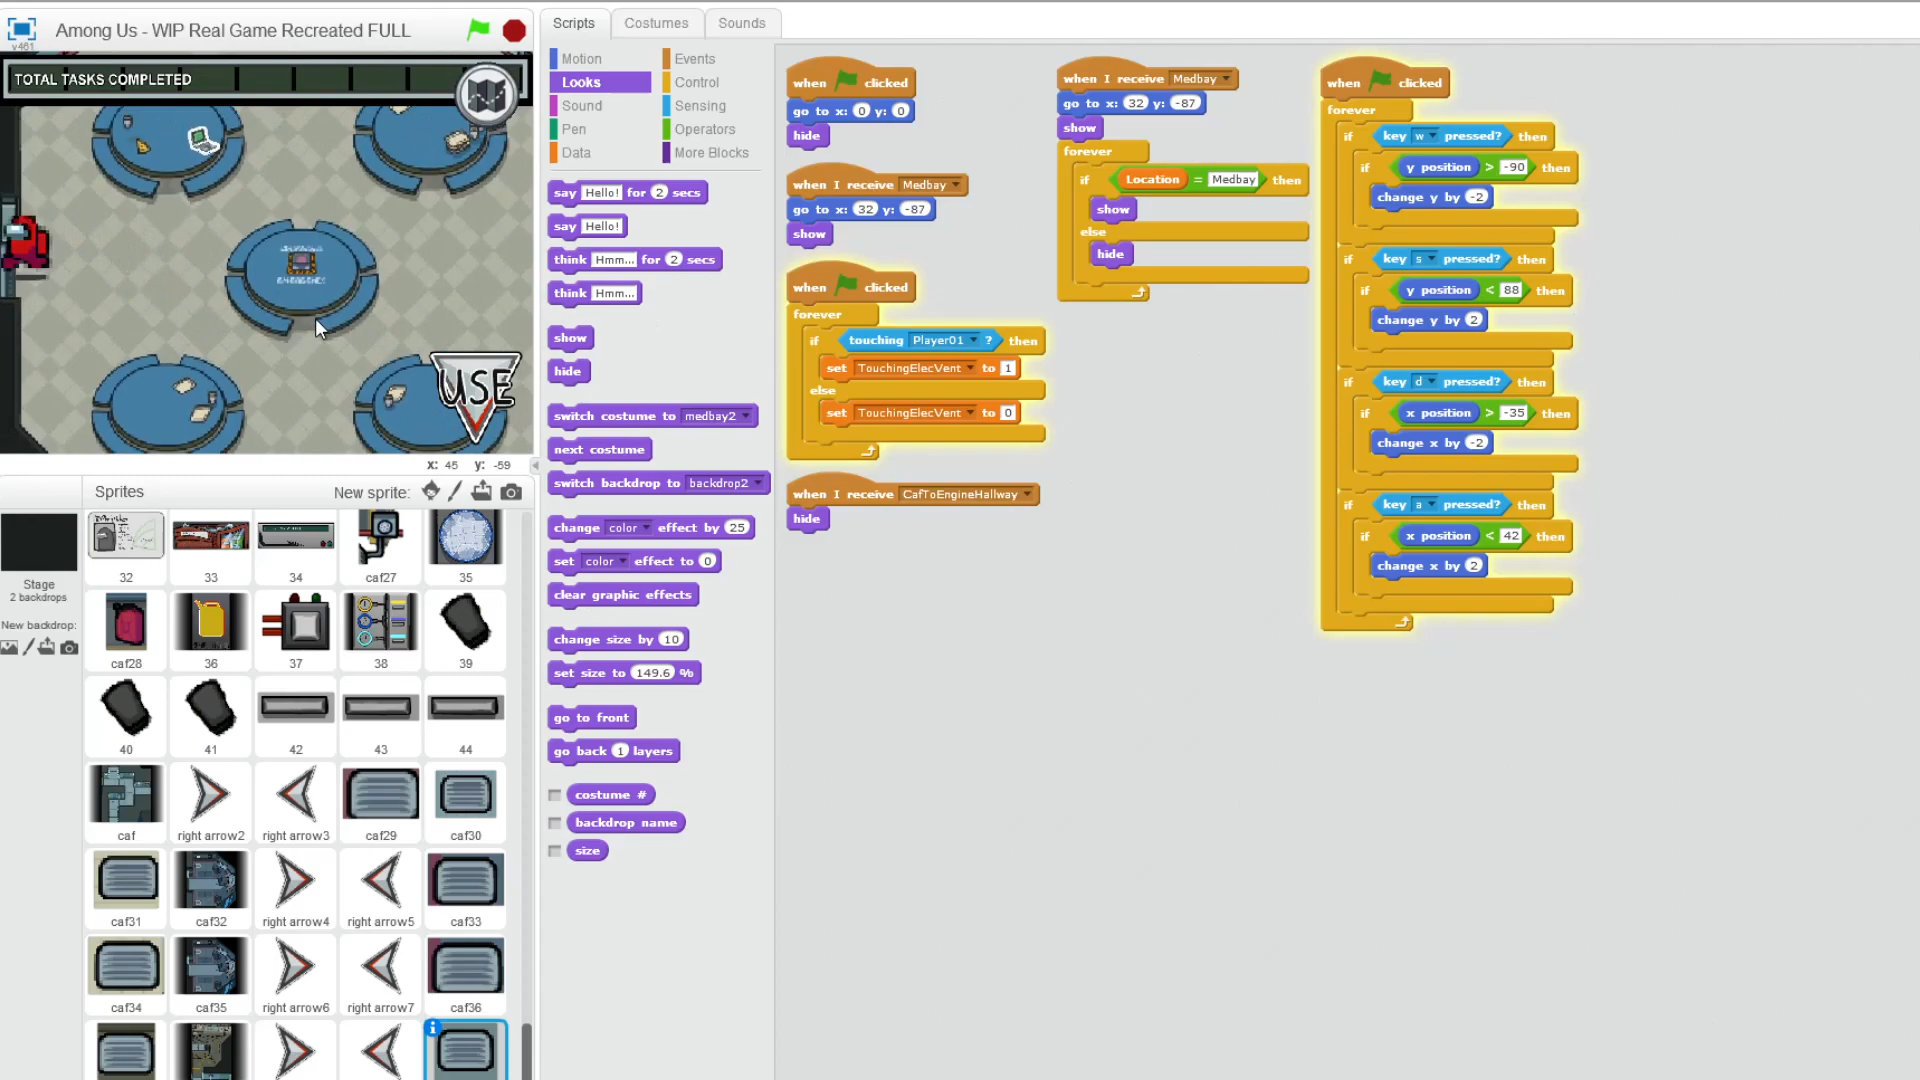 Among Us - WIP Real Game Recreated FULL
v461
TOTAL TASKS COMPLETED
EMERGENCY
USE
x: 45 y: -59
Sprites
New sprite:
Stage
2 backdrops
New backdrop:
32 33 34 caf27 35
caf28 36 37 38 39
40 41 42 43 44
caf right arrow2 right arrow3 caf29 caf30
caf31 caf32 right arrow4 right arrow5 caf33
caf34 caf35 right arrow6 right arrow7 caf36
Scripts Costumes Sounds
Motion Events
Looks Control
Sound Sensing
Pen Operators
Data More Blocks
say Hello! for 2 secs
say Hello!
think Hmm... for 2 secs
think Hmm...
show
hide
switch costume to medbay2
next costume
switch backdrop to backdrop2
change color effect by 25
set color effect to 0
clear graphic effects
change size by 10
set size to 149.6 %
go to front
go back 1 layers
costume #
backdrop name
size
when clicked
go to x: 0 y: 0
hide
when I receive Medbay
go to x: 32 y: -87
show
when clicked
forever
if touching Player01 ? then
set TouchingElecVent to 1
else
set TouchingElecVent to 0
when I receive CafToEngineHallway
hide
when I receive Medbay
go to x: 32 y: -87
show
forever
if Location = Medbay then
show
else
hide
when clicked
forever
if key w pressed? then
if y position > -90 then
change y by -2
if key s pressed? then
if y position < 88 then
change y by 2
if key d pressed? then
if x position > -35 then
change x by -2
if key a pressed? then
if x position < 42 then
change x by 2